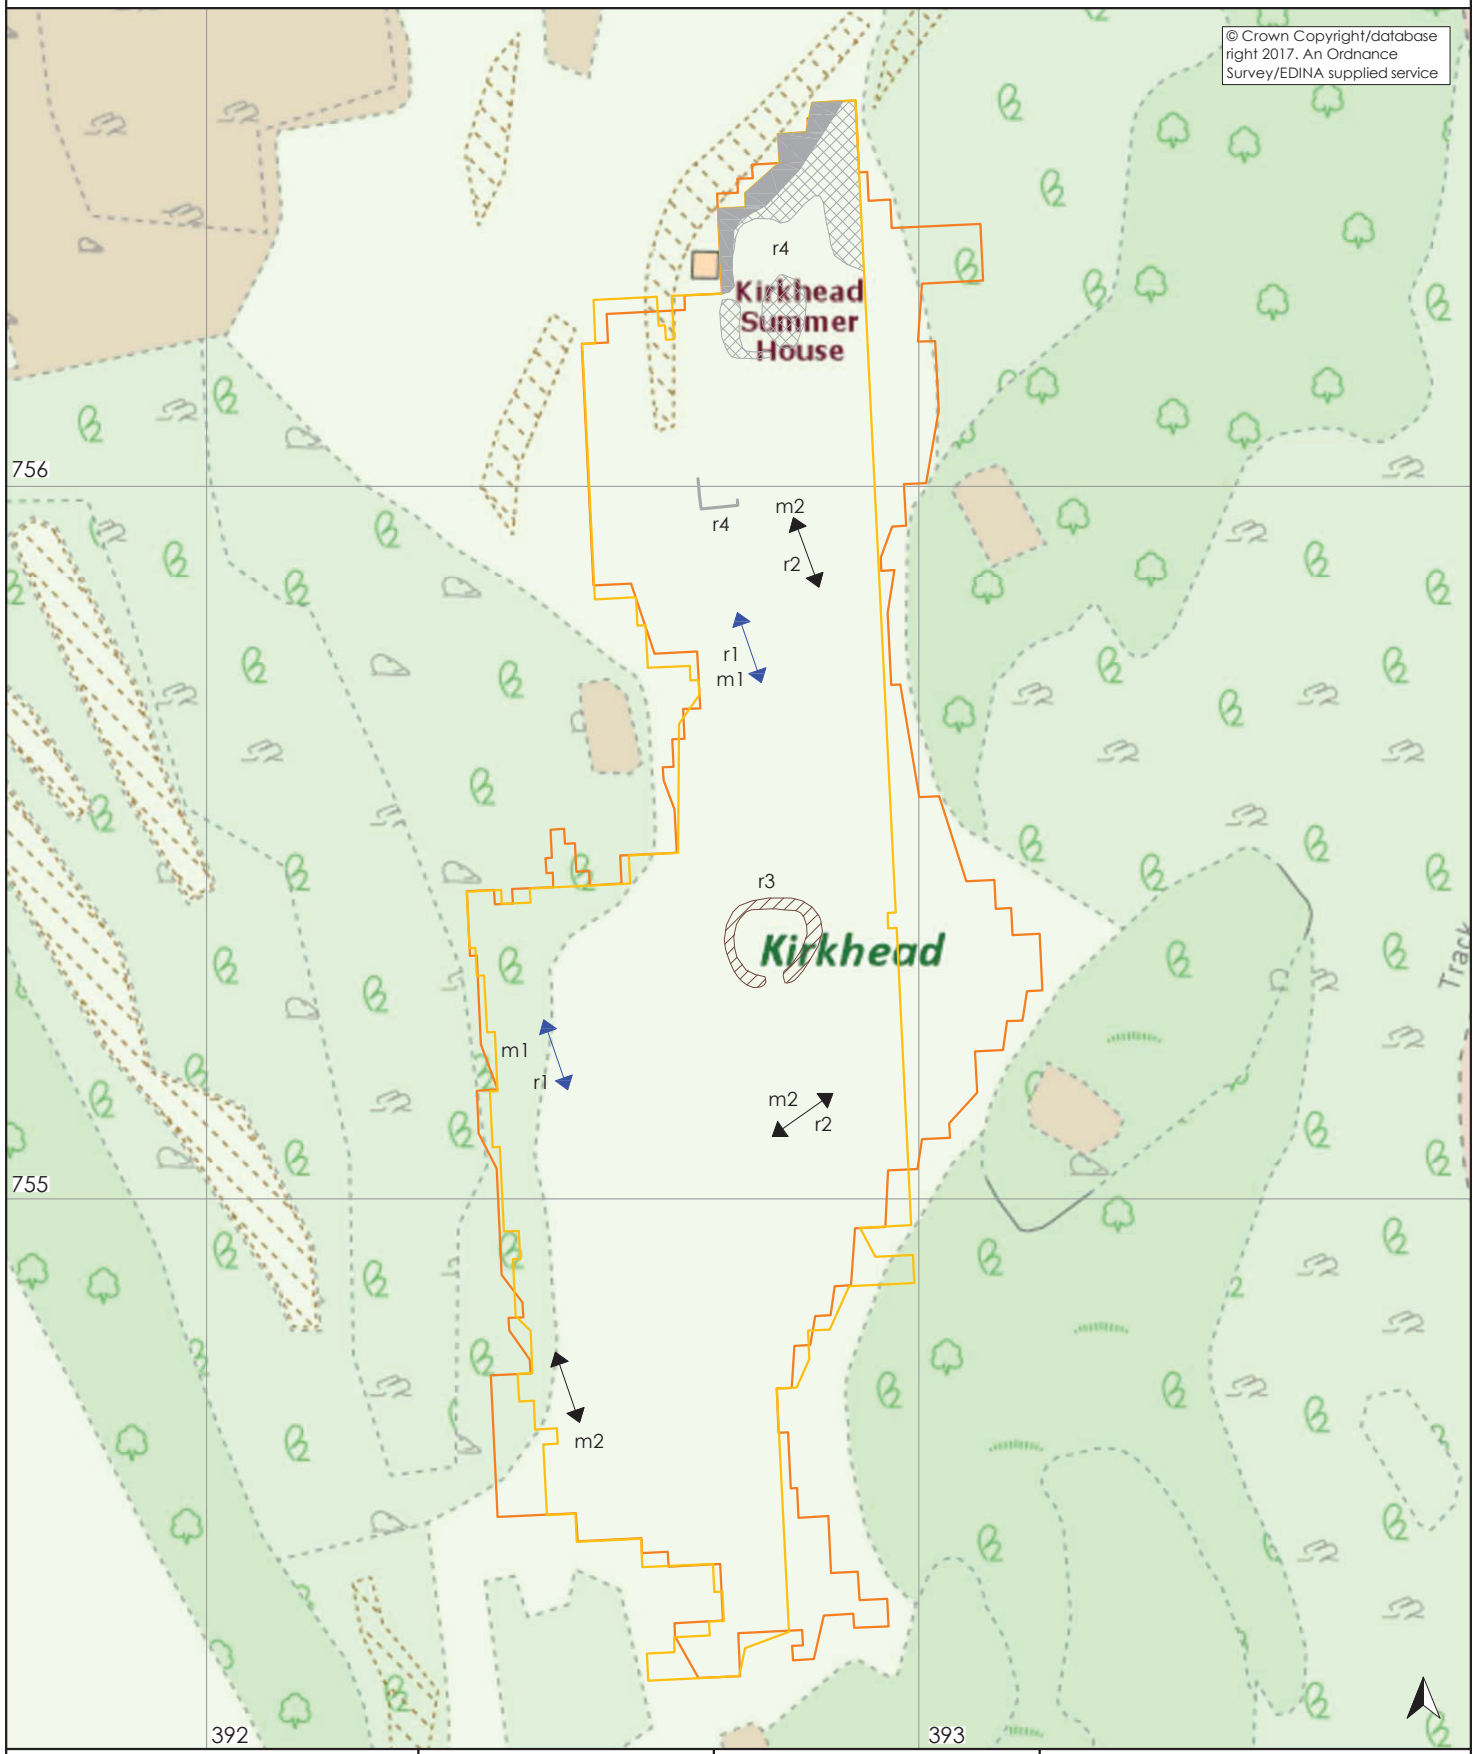 © Crown Copyright/database
right 2017. An Ordnance
Survey/EDINA supplied service
r4
Kirkhead
Summer
House
756
r4
m2
r2
r1
m1
r3
Kirkhead
Track
m1
r1
m2
r2
755
m2
392
393